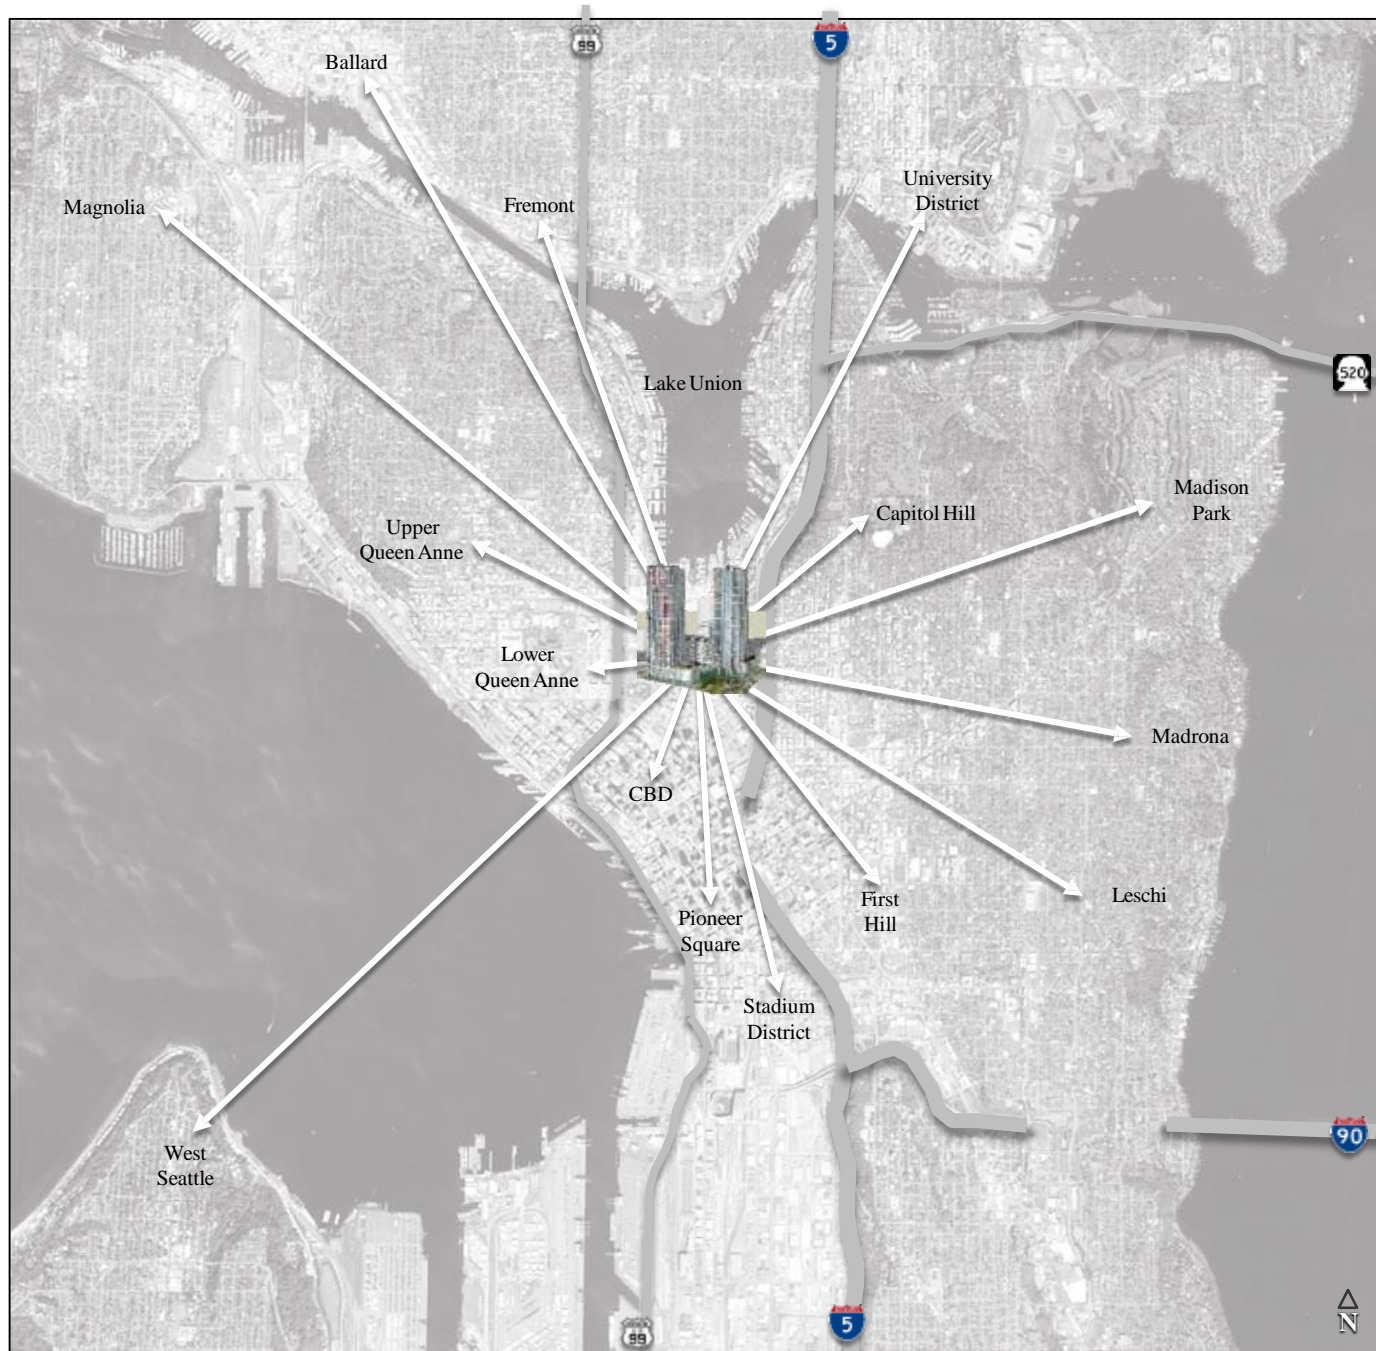 99
5
Ballard
University
District
Magnolia
Fremont
520
Lake Union
Madison
Park
Capitol Hill
Upper
Queen Anne
Lower
Queen Anne
Madrona
CBD
Leschi
First
Hill
Pioneer
Square
Stadium
District
90
West
Seattle
N
99
5